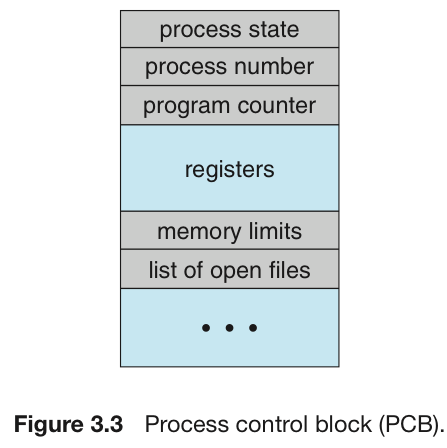 process state
process number
program counter
registers
memory limits
list of open files
• • •
Figure 3.3 Process control block (PCB).